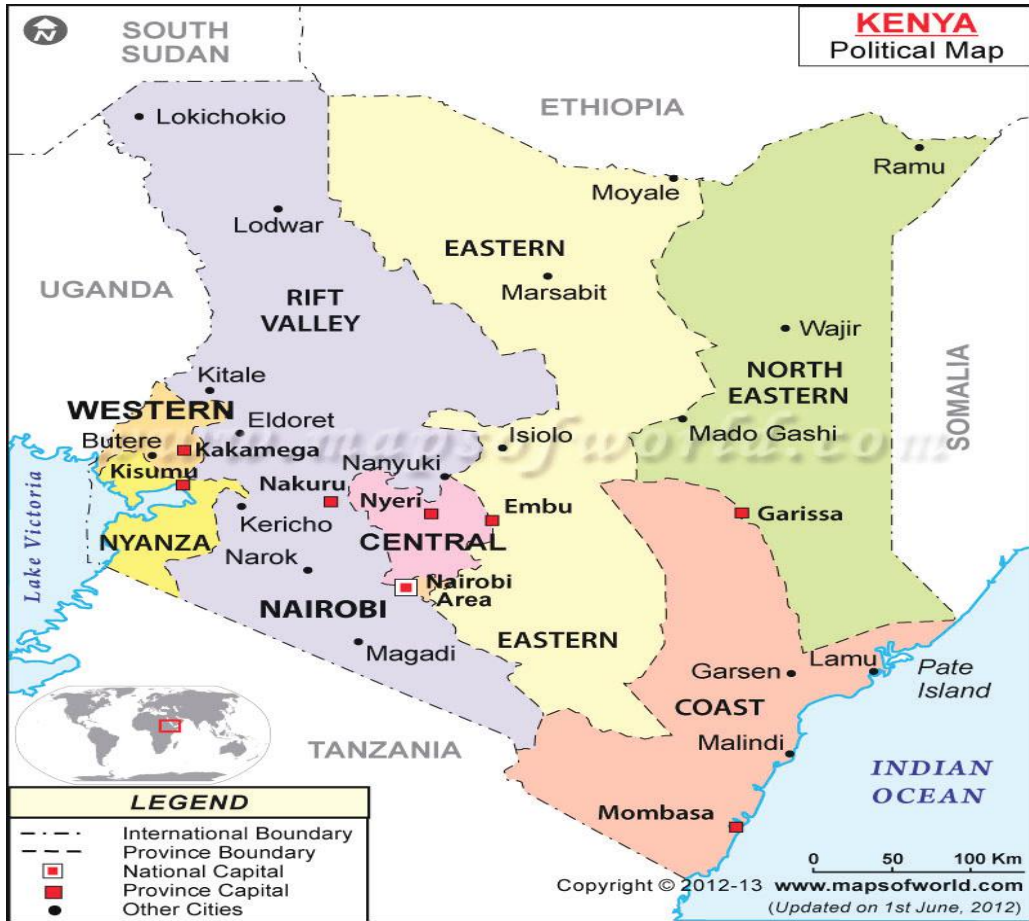 N
SOUTH
SUDAN
KENYA
Political Map
ETHIOPIA
Lokichokio
Ramu
Moyale
Lodwar
EASTERN
Marsabit
UGANDA
RIFT
VALLEY
Wajir
NORTH
EASTERN
SOMALIA
Kitale
WESTERN
Eldoret
Isiolo
Mado Gashi
www.mapsofworld.com
Butere
Kakamega
Kisumu
Nakuru
Nanyuki
Nyeri
Embu
Garissa
Kericho
NYANZA
CENTRAL
Lake Victoria
Narok
Nairobi
Area
NAIROBI
EASTERN
Magadi
Garsen
Lamu
Pate
Island
COAST
TANZANIA
Malindi
INDIAN
OCEAN
Mombasa
LEGEND
International Boundary
Province Boundary
National Capital
Province Capital
Other Cities
0 50 100 Km
Copyright © 2012-13 www.mapsofworld.com
(Updated on 1st June, 2012)